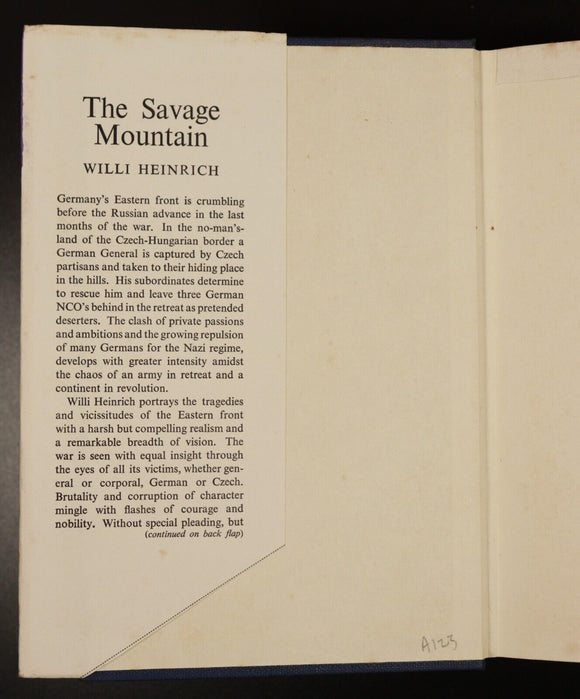 The Savage
Mountain
WILLI HEINRICH
Germany's Eastern front is crumbling
before the Russian advance in the last
months of the war. In the no-man's-
land of the Czech-Hungarian border a
German General is captured by Czech
partisans and taken to their hiding place
in the hills. His subordinates determine
to rescue him and leave three German
NCO's behind in the retreat as pretended
deserters. The clash of private passions
and ambitions and the growing repulsion
of many Germans for the Nazi regime,
develops with greater intensity amidst
the chaos of an army in retreat and a
continent in revolution.
Willi Heinrich portrays the tragedies
and vicissitudes of the Eastern front
with a harsh but compelling realism and
a remarkable breadth of vision. The
war is seen with equal insight through
the eyes of all its victims, whether gen-
eral or corporal, German or Czech.
Brutality and corruption of character
mingle with flashes of courage and
nobility. Without special pleading, but
(continued on back flap)
A123